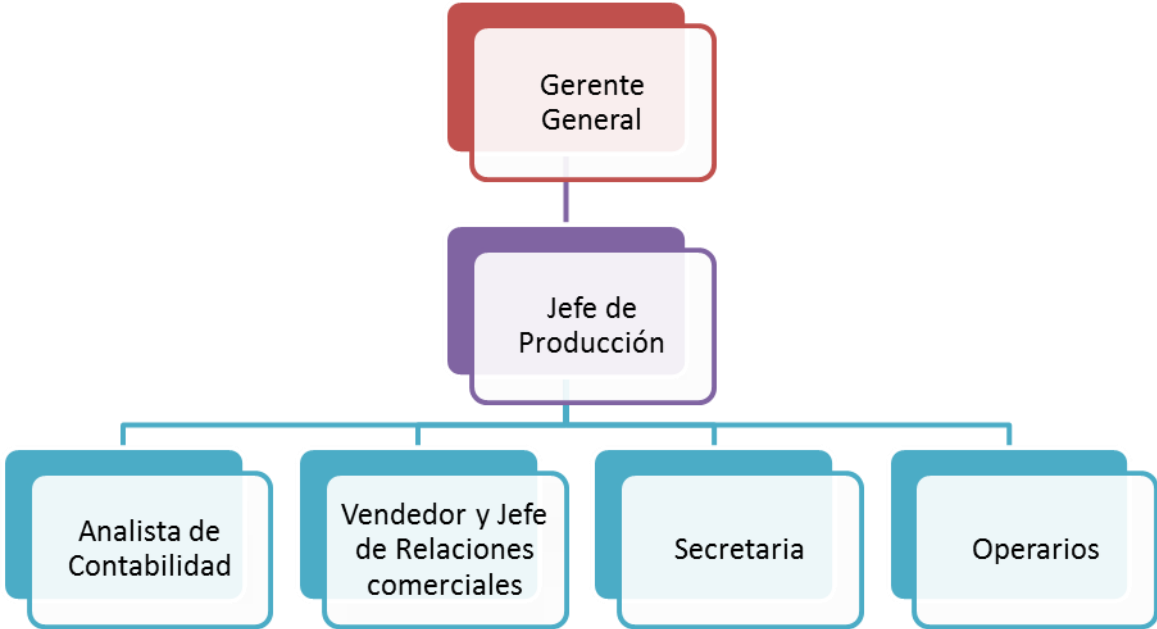 Gerente
General
Jefe de
Producción
Analista de
Contabilidad
Vendedor y Jefe
de Relaciones
comerciales
Secretaria
Operarios